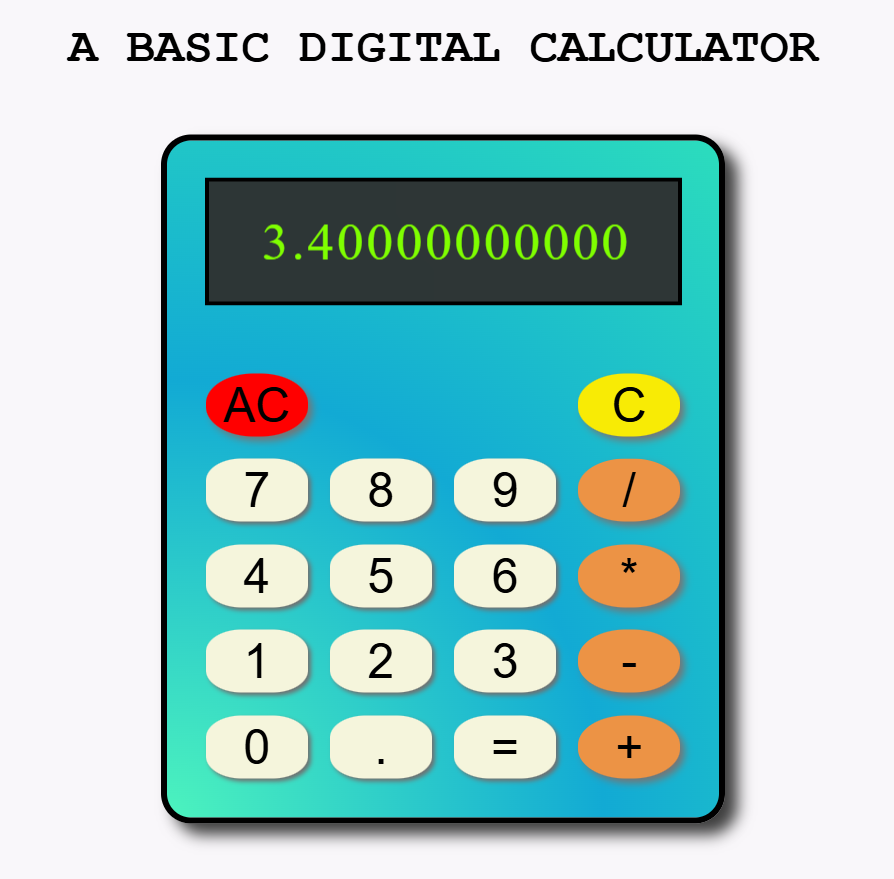 A BASIC DIGITAL CALCULATOR
3.40000000000
AC C
7 8 9 /
4 5 6 *
1 2 3 -
0 . = +